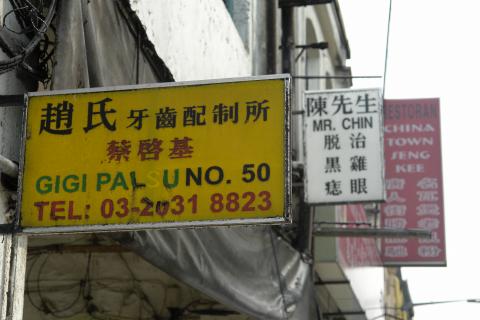 趙氏牙齒配制所
蔡啓基
GIGI PALSU NO. 50
TEL: 03-2031 8823
陳先生
MR. CHIN
脱治
黑雞
痣眼
RESTORAN
CHINA
TOWN
SENG
KEE